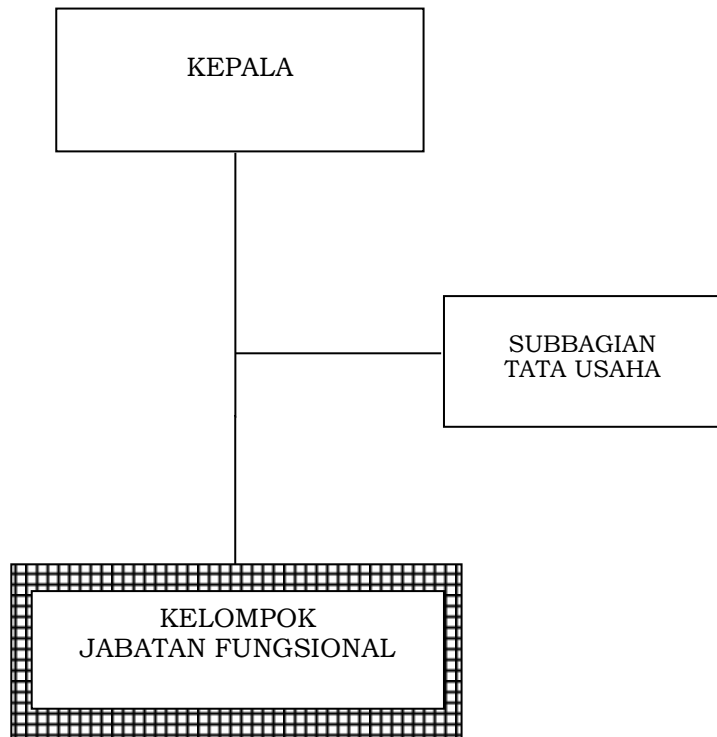 KEPALA
SUBBAGIAN
TATA USAHA
KELOMPOK
JABATAN FUNGSIONAL